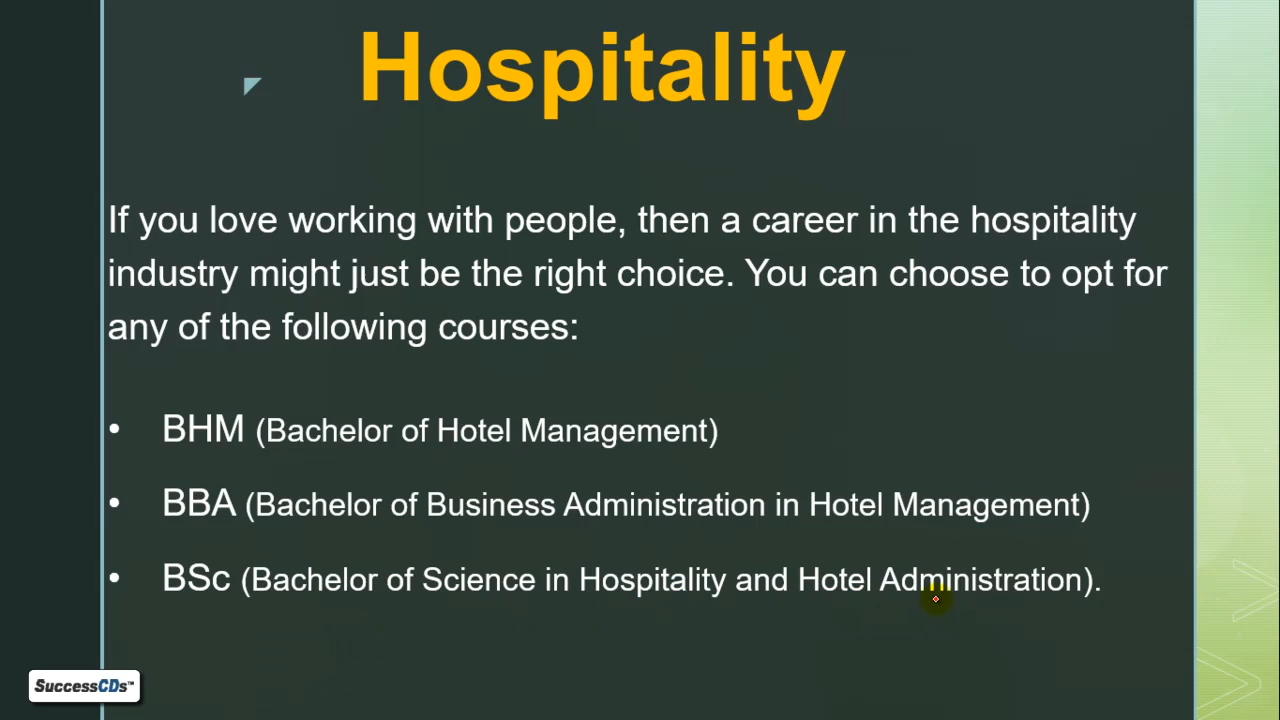 Hospitality
If you love working with people, then a career in the hospitality
industry might just be the right choice. You can choose to opt for
any of the following courses:
• BHM (Bachelor of Hotel Management)
• BBA (Bachelor of Business Administration in Hotel Management)
• BSc (Bachelor of Science in Hospitality and Hotel Administration).
SuccessCDs™